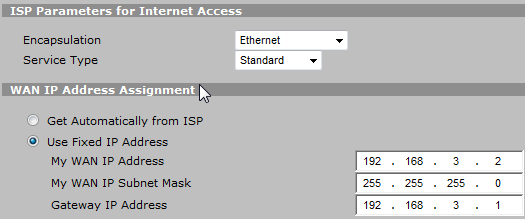 ISP Parameters for Internet Access
Encapsulation Ethernet
Service Type Standard
WAN IP Address Assignment
Get Automatically from ISP
Use Fixed IP Address
My WAN IP Address 192 . 168 . 3 . 2
My WAN IP Subnet Mask 255 . 255 . 255 . 0
Gateway IP Address 192 . 168 . 3 . 1